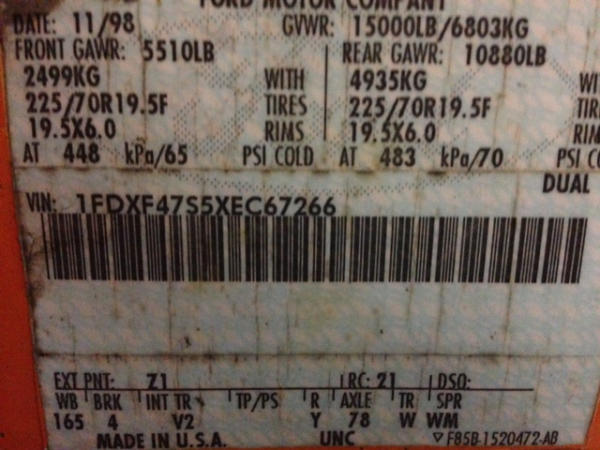 FORD MOTOR COMPANY
DATE: 11/98 GVWR: 15000LB/6803KG
FRONT GAWR: 5510LB REAR GAWR: 10880LB
2499KG WITH 4935KG WI
225/70R19.5F TIRES 225/70R19.5F TIR
19.5X6.0 RIMS 19.5X6.0 RIN
AT 448 kPa/65 PSI COLD AT 483 kPa/70 PSI C
DUAL
VIN: 1FDXF47S5XEC67266
EXT PNT: Z1 RC: 21 DSO:
WB BRK INT TR TP/PS R AXLE TR SPR
165 4 V2 Y 78 W WM
MADE IN U.S.A. UNC ▽ F85B-1520472-AB